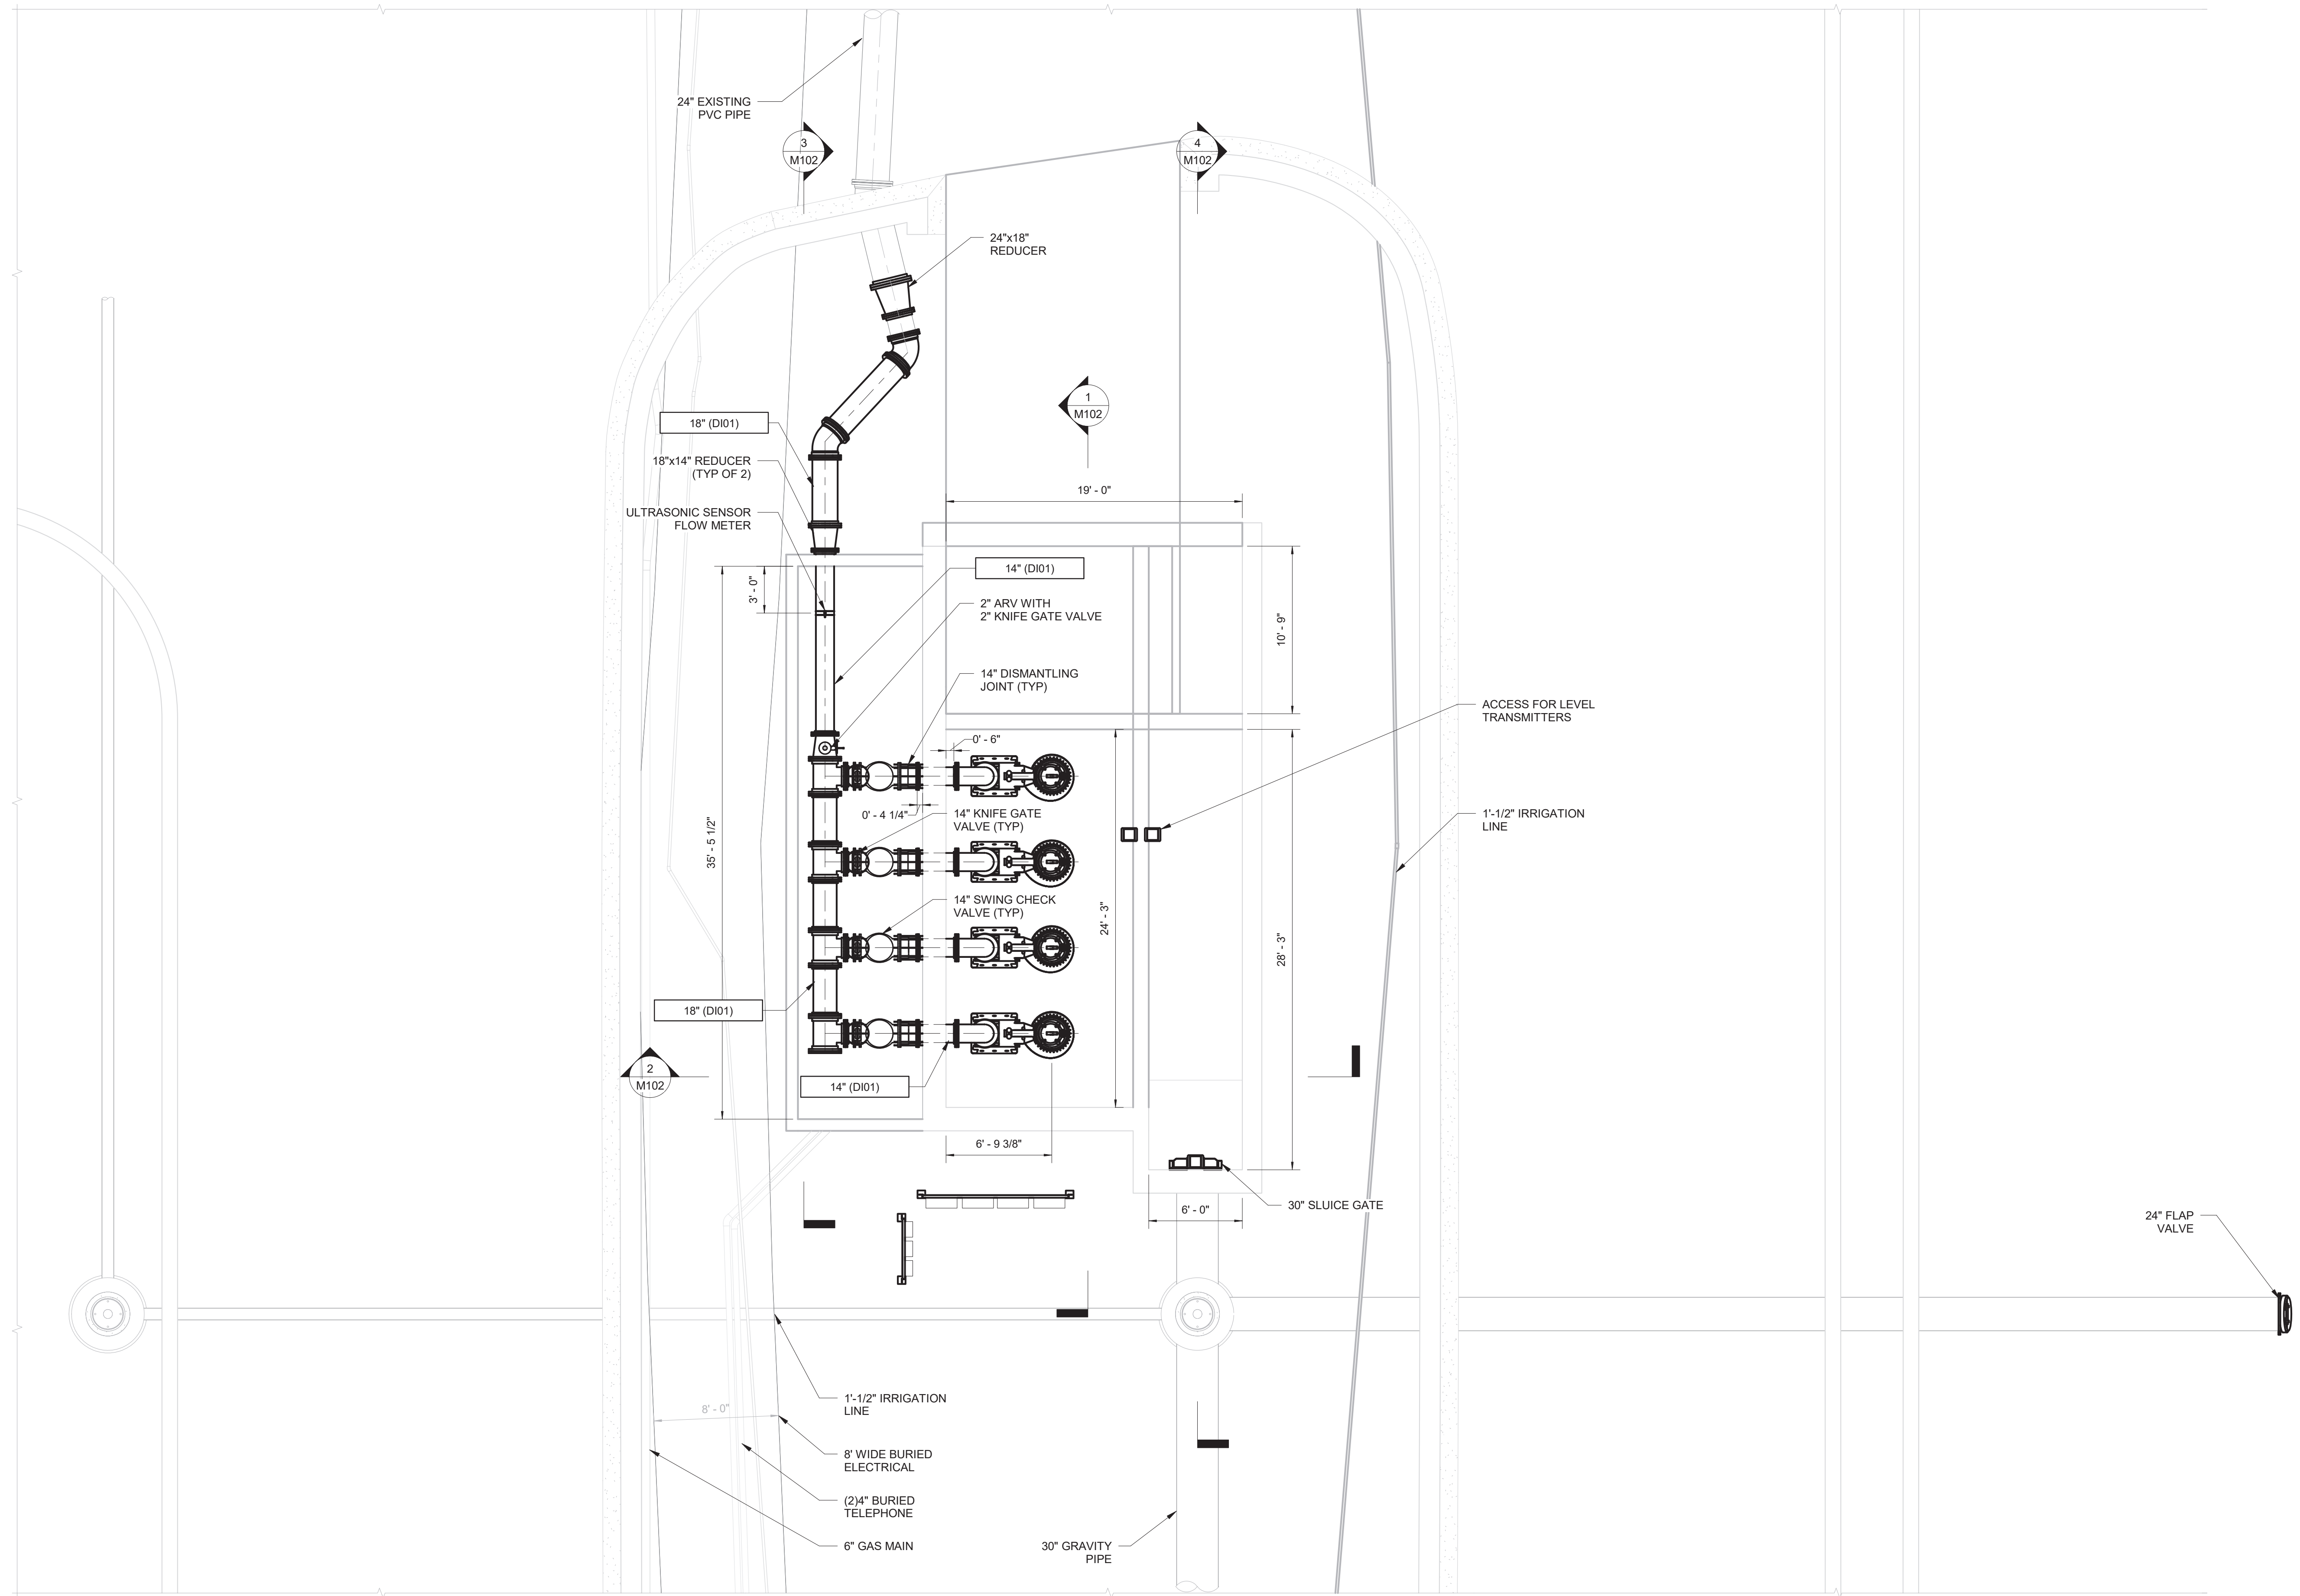 24" EXISTING
PVC PIPE
3
M102
4
M102
24"x18"
REDUCER
1
M102
18" (DI01)
18"x14" REDUCER
(TYP OF 2)
19' - 0"
ULTRASONIC SENSOR
FLOW METER
14" (DI01)
3' - 0"
2" ARV WITH
2" KNIFE GATE VALVE
10' - 9"
14" DISMANTLING
JOINT (TYP)
ACCESS FOR LEVEL
TRANSMITTERS
0' - 6"
0' - 4 1/4"
14" KNIFE GATE
VALVE (TYP)
1'-1/2" IRRIGATION
LINE
35' - 5 1/2"
14" SWING CHECK
VALVE (TYP)
24' - 3"
28' - 3"
18" (DI01)
2
M102
14" (DI01)
6' - 9 3/8"
30" SLUICE GATE
6' - 0"
24" FLAP
VALVE
1'-1/2" IRRIGATION
LINE
8' - 0"
8' WIDE BURIED
ELECTRICAL
(2)4" BURIED
TELEPHONE
6" GAS MAIN
30" GRAVITY
PIPE